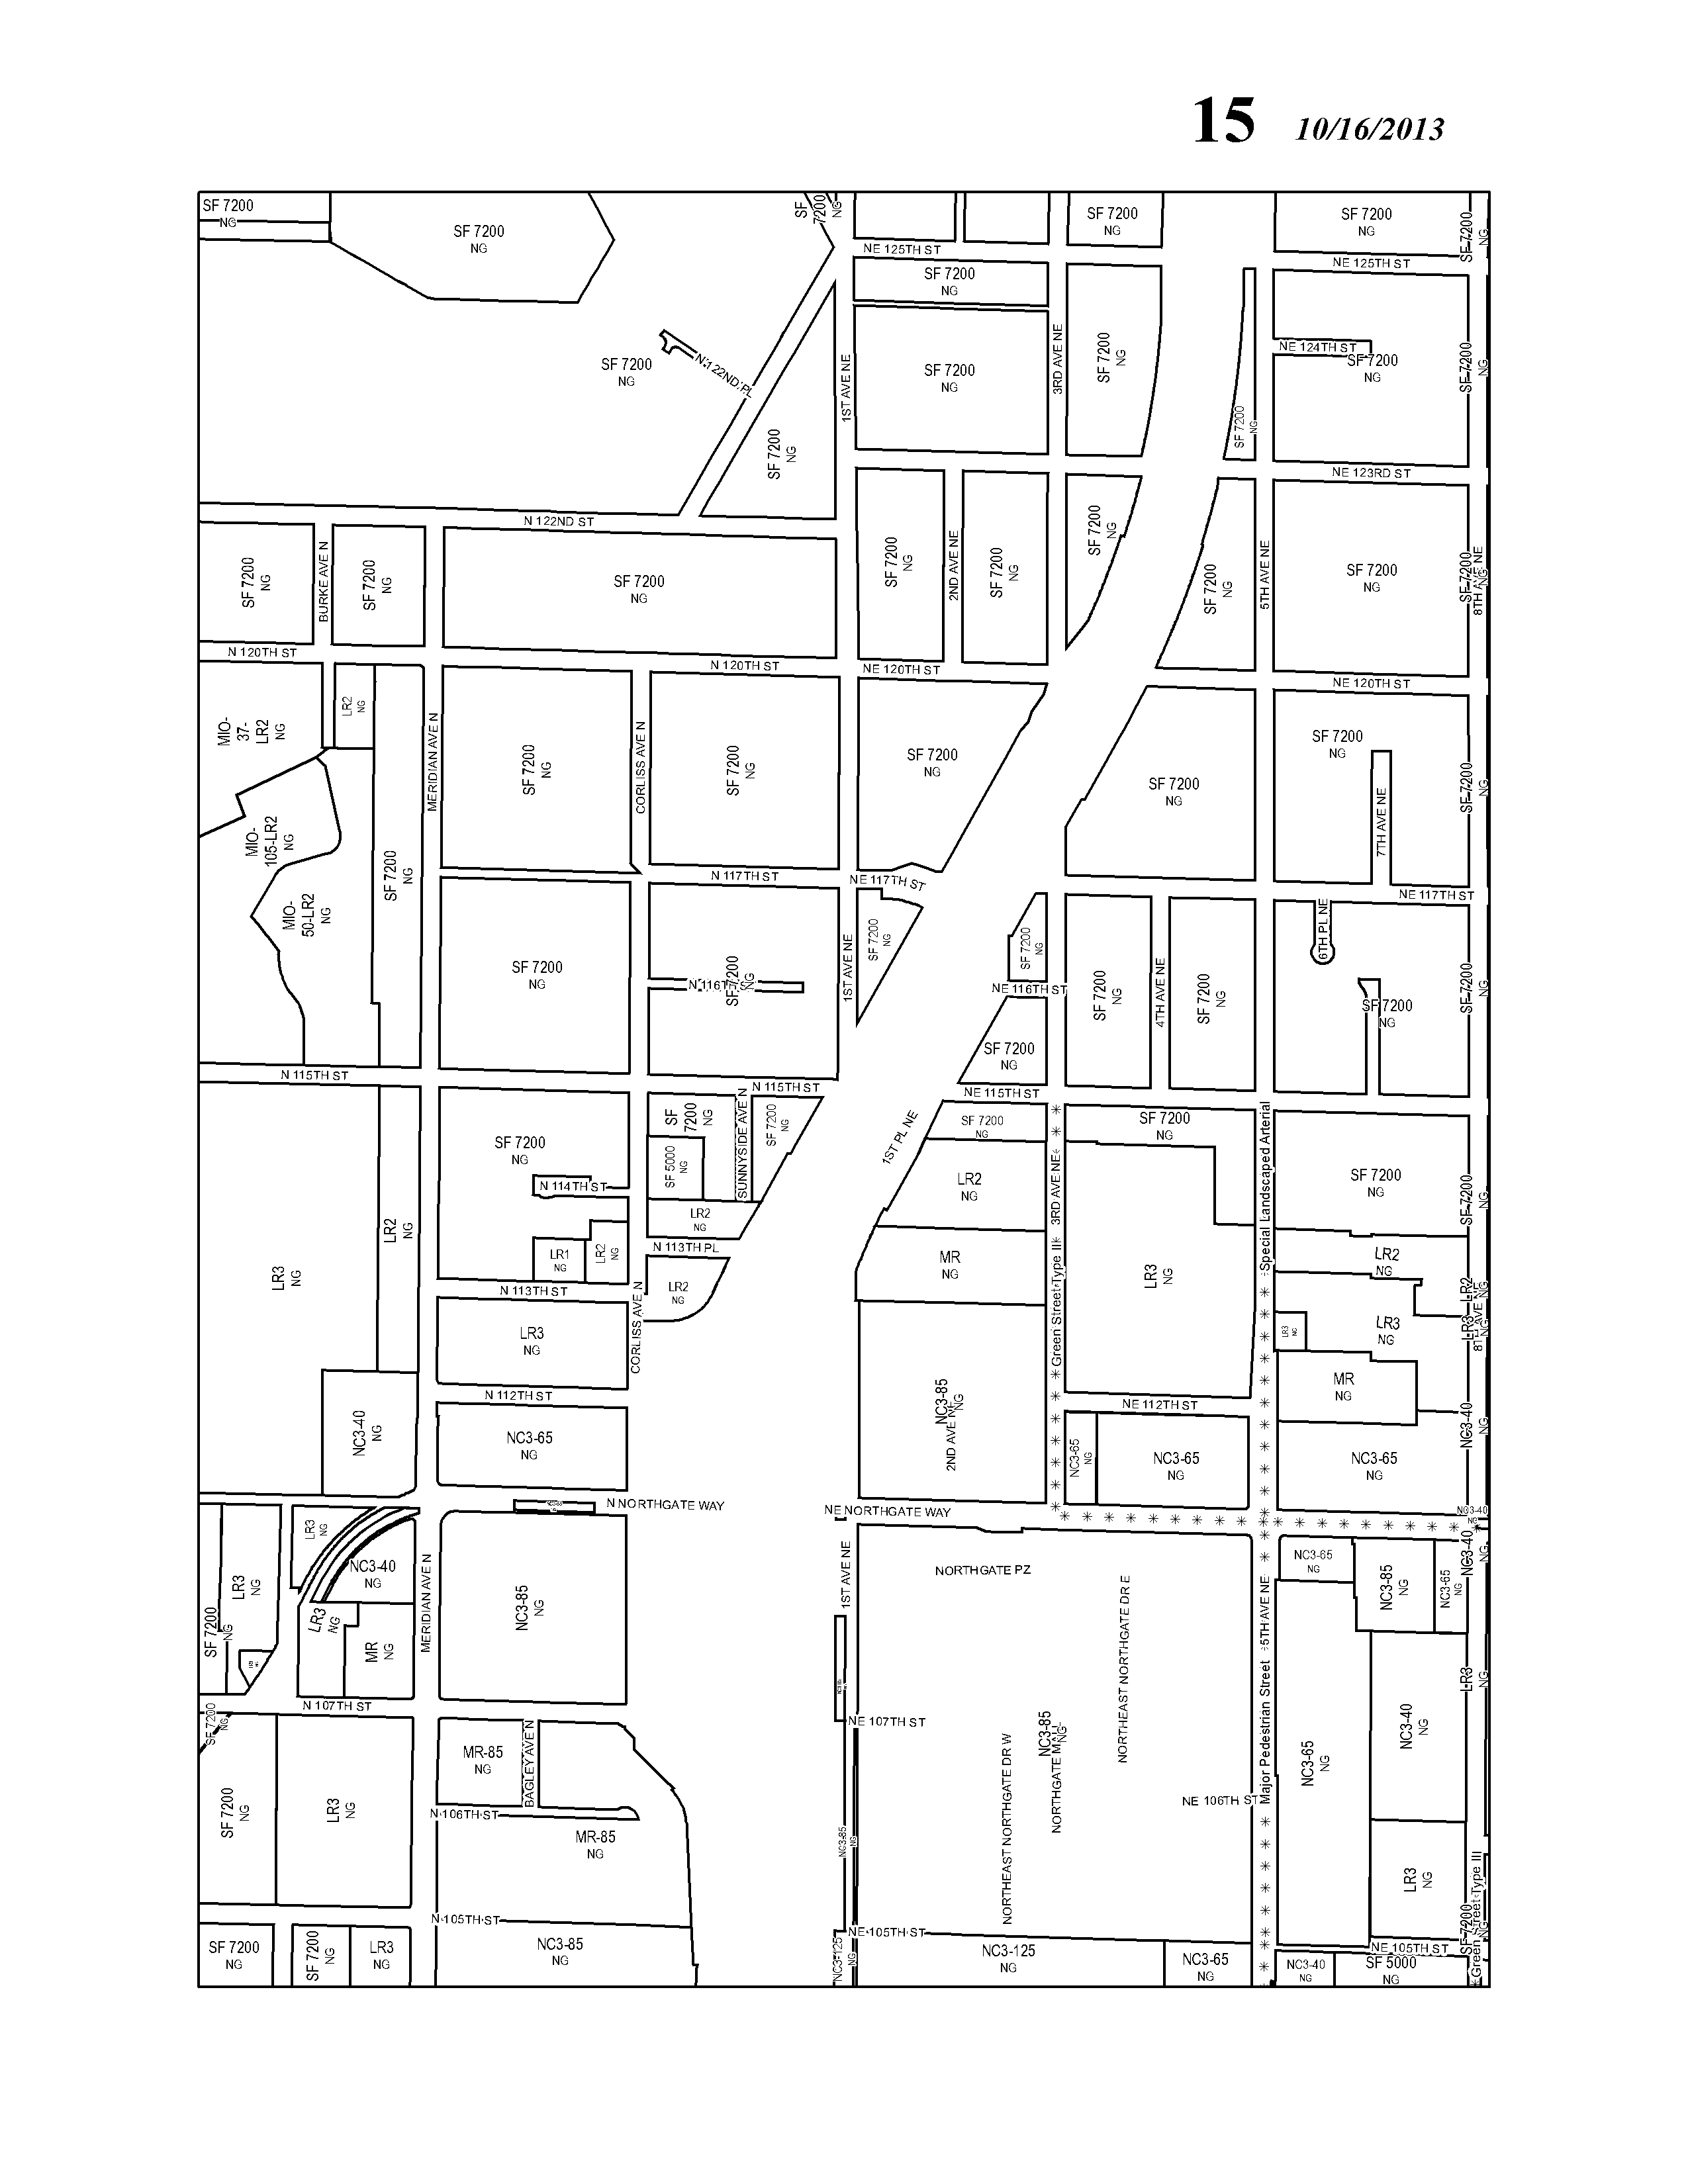 15 10/16/2013
SF 7200
NG
SF 7200
NG
SF
7200
NG
SF 7200
NG
SF 7200
NG
SF 7200
NG
NE 125TH ST
NE 125TH ST
SF 7200
NG
SF 7200
NG
N 122ND PL
1ST AVE NE
SF 7200
NG
3RD AVE NE
SF 7200
NG
NE 124TH ST
SF 7200
NG
SF 7200
NG
SF 7200
NG
SF 7200
NG
NE 123RD ST
N 122ND ST
SF 7200
NG
BURKE AVE N
SF 7200
NG
SF 7200
NG
SF 7200
NG
2ND AVE NE
SF 7200
NG
SF 7200
NG
SF 7200
NG
5TH AVE NE
SF 7200
NG
SF 7200
NG
8TH AVE NE
N 120TH ST
N 120TH ST
NE 120TH ST
NE 120TH ST
MIO-
37-
LR2
NG
LR2
NG
MERIDIAN AVE N
SF 7200
NG
CORLISS AVE N
SF 7200
NG
SF 7200
NG
SF 7200
NG
SF 7200
NG
7TH AVE NE
SF 7200
NG
MIO-
105-LR2
NG
MIO-
50-LR2
NG
SF 7200
NG
N 117TH ST
NE 117TH ST
NE 117TH ST
SF 7200
NG
SF 7200
NG
N 116TH ST
1ST AVE NE
SF 7200
NG
SF 7200
NG
NE 116TH ST
SF 7200
NG
SF 7200
NG
4TH AVE NE
SF 7200
NG
6TH PL NE
SF 7200
NG
SF 7200
NG
N 115TH ST
N 115TH ST
NE 115TH ST
LR3
NG
LR2
NG
SF 7200
NG
N 114TH ST
LR1
NG
LR2
NG
SF
7200
NG
SF 5000
NG
SUNNYSIDE AVE N
SF 7200
NG
LR2
NG
N 113TH PL
LR2
NG
N 113TH ST
CORLISS AVE N
1ST PL NE
SF 7200
NG
LR2
NG
MR
NG
Green Street Type II
3RD AVE NE
SF 7200
NG
LR3
NG
Special Landscaped Arterial
SF 7200
NG
SF 7200
NG
LR2
NG
LR2
LR3
NG
LR3
NG
LR3
NG
8TH AVE NE
MR
NG
LR3
NG
N 112TH ST
NE 112TH ST
NC3-40
NG
NC3-65
NG
NC3-85
NG
2ND AVE NE
NC3-65
NG
NC3-65
NG
NC3-65
NG
NC3-40
NG
N NORTHGATE WAY
NE NORTHGATE WAY
NC3-40
NG
LR3
NG
LR3
NG
NC3-40
NG
SF 7200
NG
LR3
NG
MR
NG
MERIDIAN AVE N
NC3-85
NG
1ST AVE NE
NORTHGATE PZ
NORTHEAST NORTHGATE DR E
5TH AVE NE
NC3-65
NG
NC3-85
NG
NC3-65
NG
NC3-40
NG
LR3
NG
N 107TH ST
NE 107TH ST
SF 7200
NG
SF 7200
NG
LR3
NG
MR-85
NG
BAGLEY AVE N
N 106TH ST
MR-85
NG
NC3-85
NG
NORTHEAST NORTHGATE DR W
NC3-85
NG
NORTHGATE MALL
NE 106TH ST
Major Pedestrian Street
NC3-65
NG
NC3-40
NG
LR3
NG
SF 7200
NG
Green Street Type III
N 105TH ST
NE 105TH ST
NE 105TH ST
SF 7200
NG
SF 7200
NG
LR3
NG
NC3-85
NG
NC3-125
NG
NC3-125
NG
NC3-65
NG
NC3-40
NG
SF 5000
NG